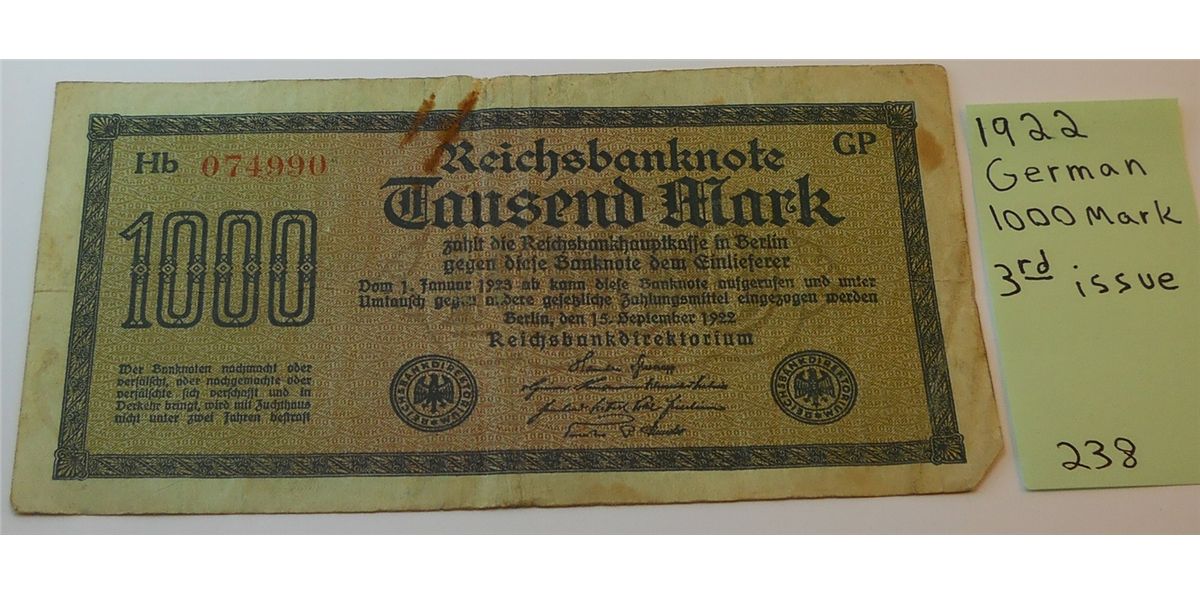 Hb 074990
GP
Reichsbanknote
Tausend Mark
1000
zahlt die Reichsbankhauptkasse in Berlin
gegen diese Banknote dem Einlieferer
Dom 1. Januar 1923 ab kann diese Banknote aufgerufen und unter
Umtausch gegen andere gesetzliche Zahlungsmittel eingezogen werden
Berlin, den 15. September 1922
Reichsbankdirektorium
Wer Banknoten nachmacht oder
verfälscht, oder nachgemachte oder
verfälschte sich verschafft und in
Verkehr bringt, wird mit Zuchthaus
nicht unter zwei Jahren bestraft
REICHSBANKDIREKTORIUM
REICHSBANKDIREKTORIUM
1922
German
1000 Mark
3rd issue
238